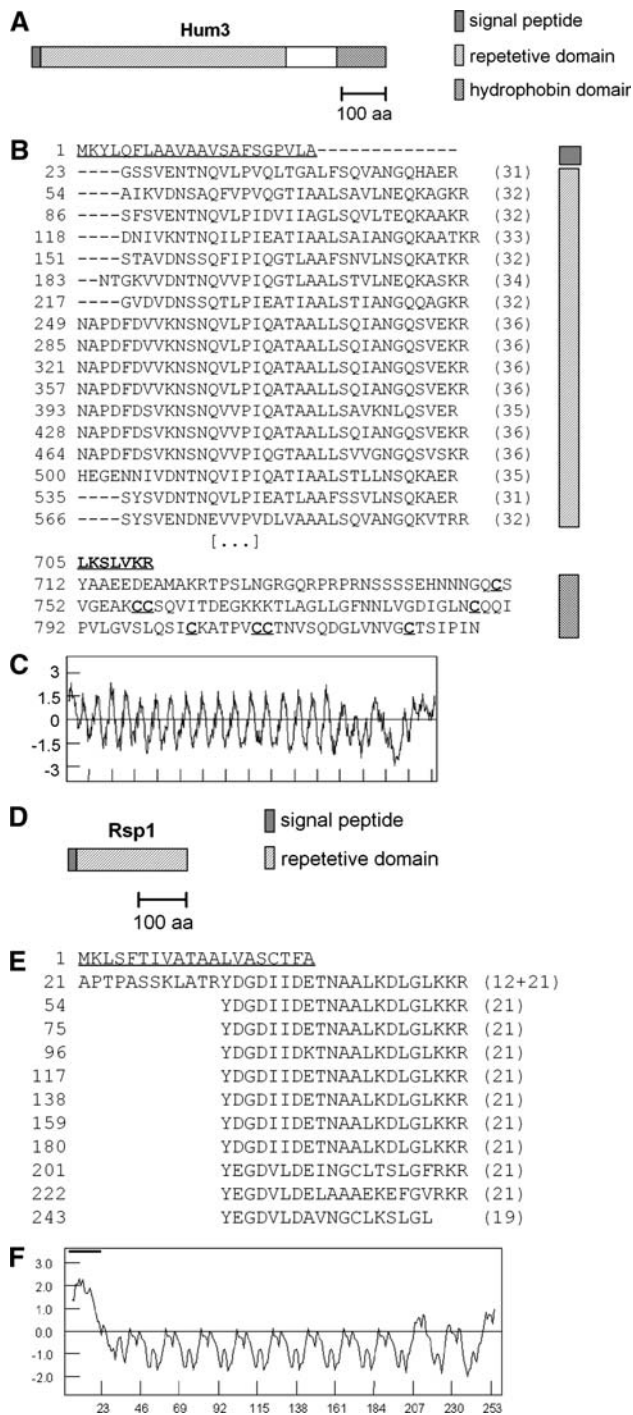 A
Hum3
signal peptide
repetetive domain
hydrophobin domain
100 aa
B
1 MKYLQFLAAVAAVSAFSGPVLA----------------
23 ----GSSVENTNQVLPVQLTGALFSQVANGQHAER (31)
54 ----AIKVDNSAQFVPVQGTIAALSAVLNEQKAGKR (32)
86 ----SFSVENTNQVLPIDVIIAGLSQVLTEQKAAKR (32)
118 ----DNIVKNTNQILPIEATIAALSAIANGQKAATKR (33)
151 ----STAVDNSSQFIPIQGTLAAFSNVLNSQKATKR (32)
183 --NTGKVVDNTNQVVPIQGTLAALSTVLNEQKASKR (34)
217 ----GVDVDNSSQTLPIEATIAALSTIANGQQAGKR (32)
249 NAPDFDVVKNSNQVLPIQATAALLSQIANGQSVEKR (36)
285 NAPDFDVVKNSNQVLPIQATAALLSQIANGQSVEKR (36)
321 NAPDFDVVKNSNQVLPIQATAALLSQIANGQSVEKR (36)
357 NAPDFDVVKNSNQVLPIQATAALLSQIANGQSVEKR (36)
393 NAPDFDSVKNSNQVVPIQATAALLSAVKNLQSVER (35)
428 NAPDFDSVKNSNQVVPIQATAALLSQIANGQSVEKR (36)
464 NAPDFDSVKNSNQVVPIQGTAALLSVVGNGQSVSKR (36)
500 HEGENNIVDNTNQVIPIQATIAALSTLLNSQKAER (35)
535 ----SYSVDNTNQVLPIEATLAAFSSVLNSQKAER (31)
566 ----SYSVENDNEVVPVDLVAAALSQGNQKVTRR (32)
[...]
705 LKSLVKR
712 YAAEEDEAMAKRTPSLNGRGQRPRPRNSSSSEHNNNGQCS
752 VGEAKCCSQVITDEGKKKTLAGLLGFNNLVGDIGLNCQQI
792 PVLGVSLQSICKATPVCCTNVSQDGLVNVGCTSIPIN
C
3
1.5
0
-1.5
-3
D
Rsp1
signal peptide
repetetive domain
100 aa
E
1 MKLSFTIVATAALVASCTFA
21 APTPASSKLATRYDGDIIDETNAALKDLGLKKR (12+21)
54 YDGDIIDETNAALKDLGLKKR (21)
75 YDGDIIDETNAALKDLGLKKR (21)
96 YDGDIIDKTNAALKDLGLKKR (21)
117 YDGDIIDETNAALKDLGLKKR (21)
138 YDGDIIDETNAALKDLGLKKR (21)
159 YDGDIIDETNAALKDLGLKKR (21)
180 YDGDIIDETNAALKDLGLKKR (21)
201 YEGDVLDEINGCLTSLGFRKR (21)
222 YEGDVLDELAAAEKEFGVRKR (21)
243 YEGDVLDAVNGCLKSLGL (19)
F
3.0
2.0
1.0
0.0
-1.0
-2.0
23 46 69 92 115 138 161 184 207 230 253